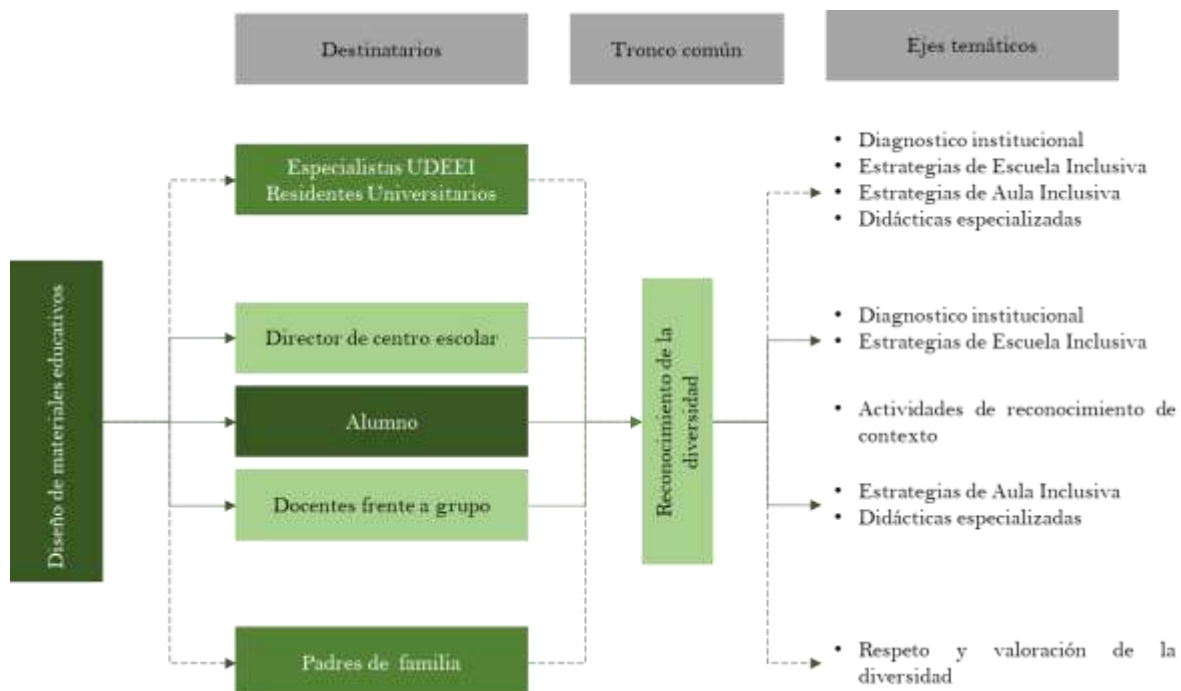 Destinatarios
Tronco común
Ejes temáticos
Diseño de materiales educativos
Especialistas UDEEI
Residentes Universitarios
Director de centro escolar
Alumno
Docentes frente a grupo
Padres de familia
Reconocimiento de la
diversidad
• Diagnostico institucional
• Estrategias de Escuela Inclusiva
• Estrategias de Aula Inclusiva
• Didácticas especializadas
• Diagnostico institucional
• Estrategias de Escuela Inclusiva
• Actividades de reconocimiento de
contexto
• Estrategias de Aula Inclusiva
• Didácticas especializadas
• Respeto y valoración de la
diversidad